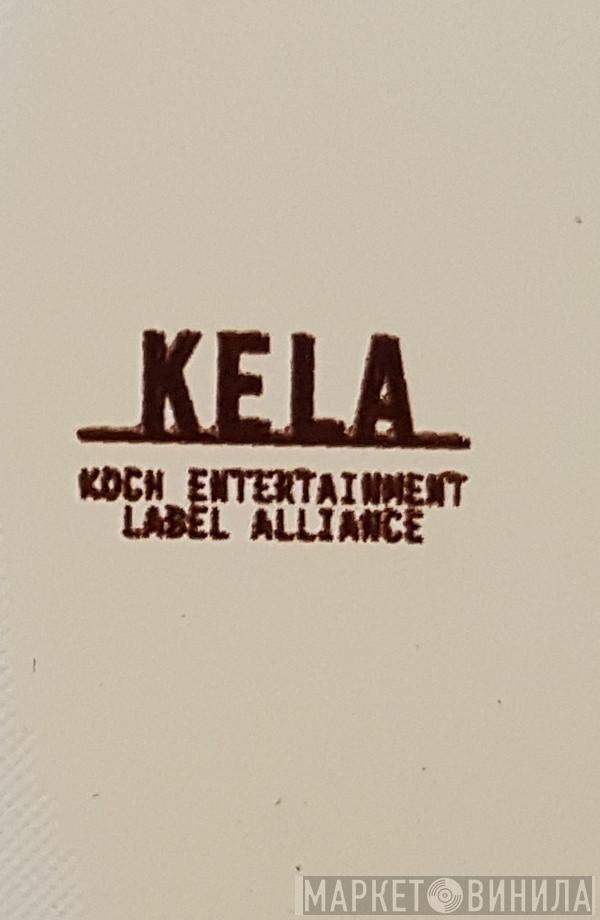 KELA
KOCH ENTERTAINMENT
LABEL ALLIANCE
МАРКЕТ ВИНИЛА